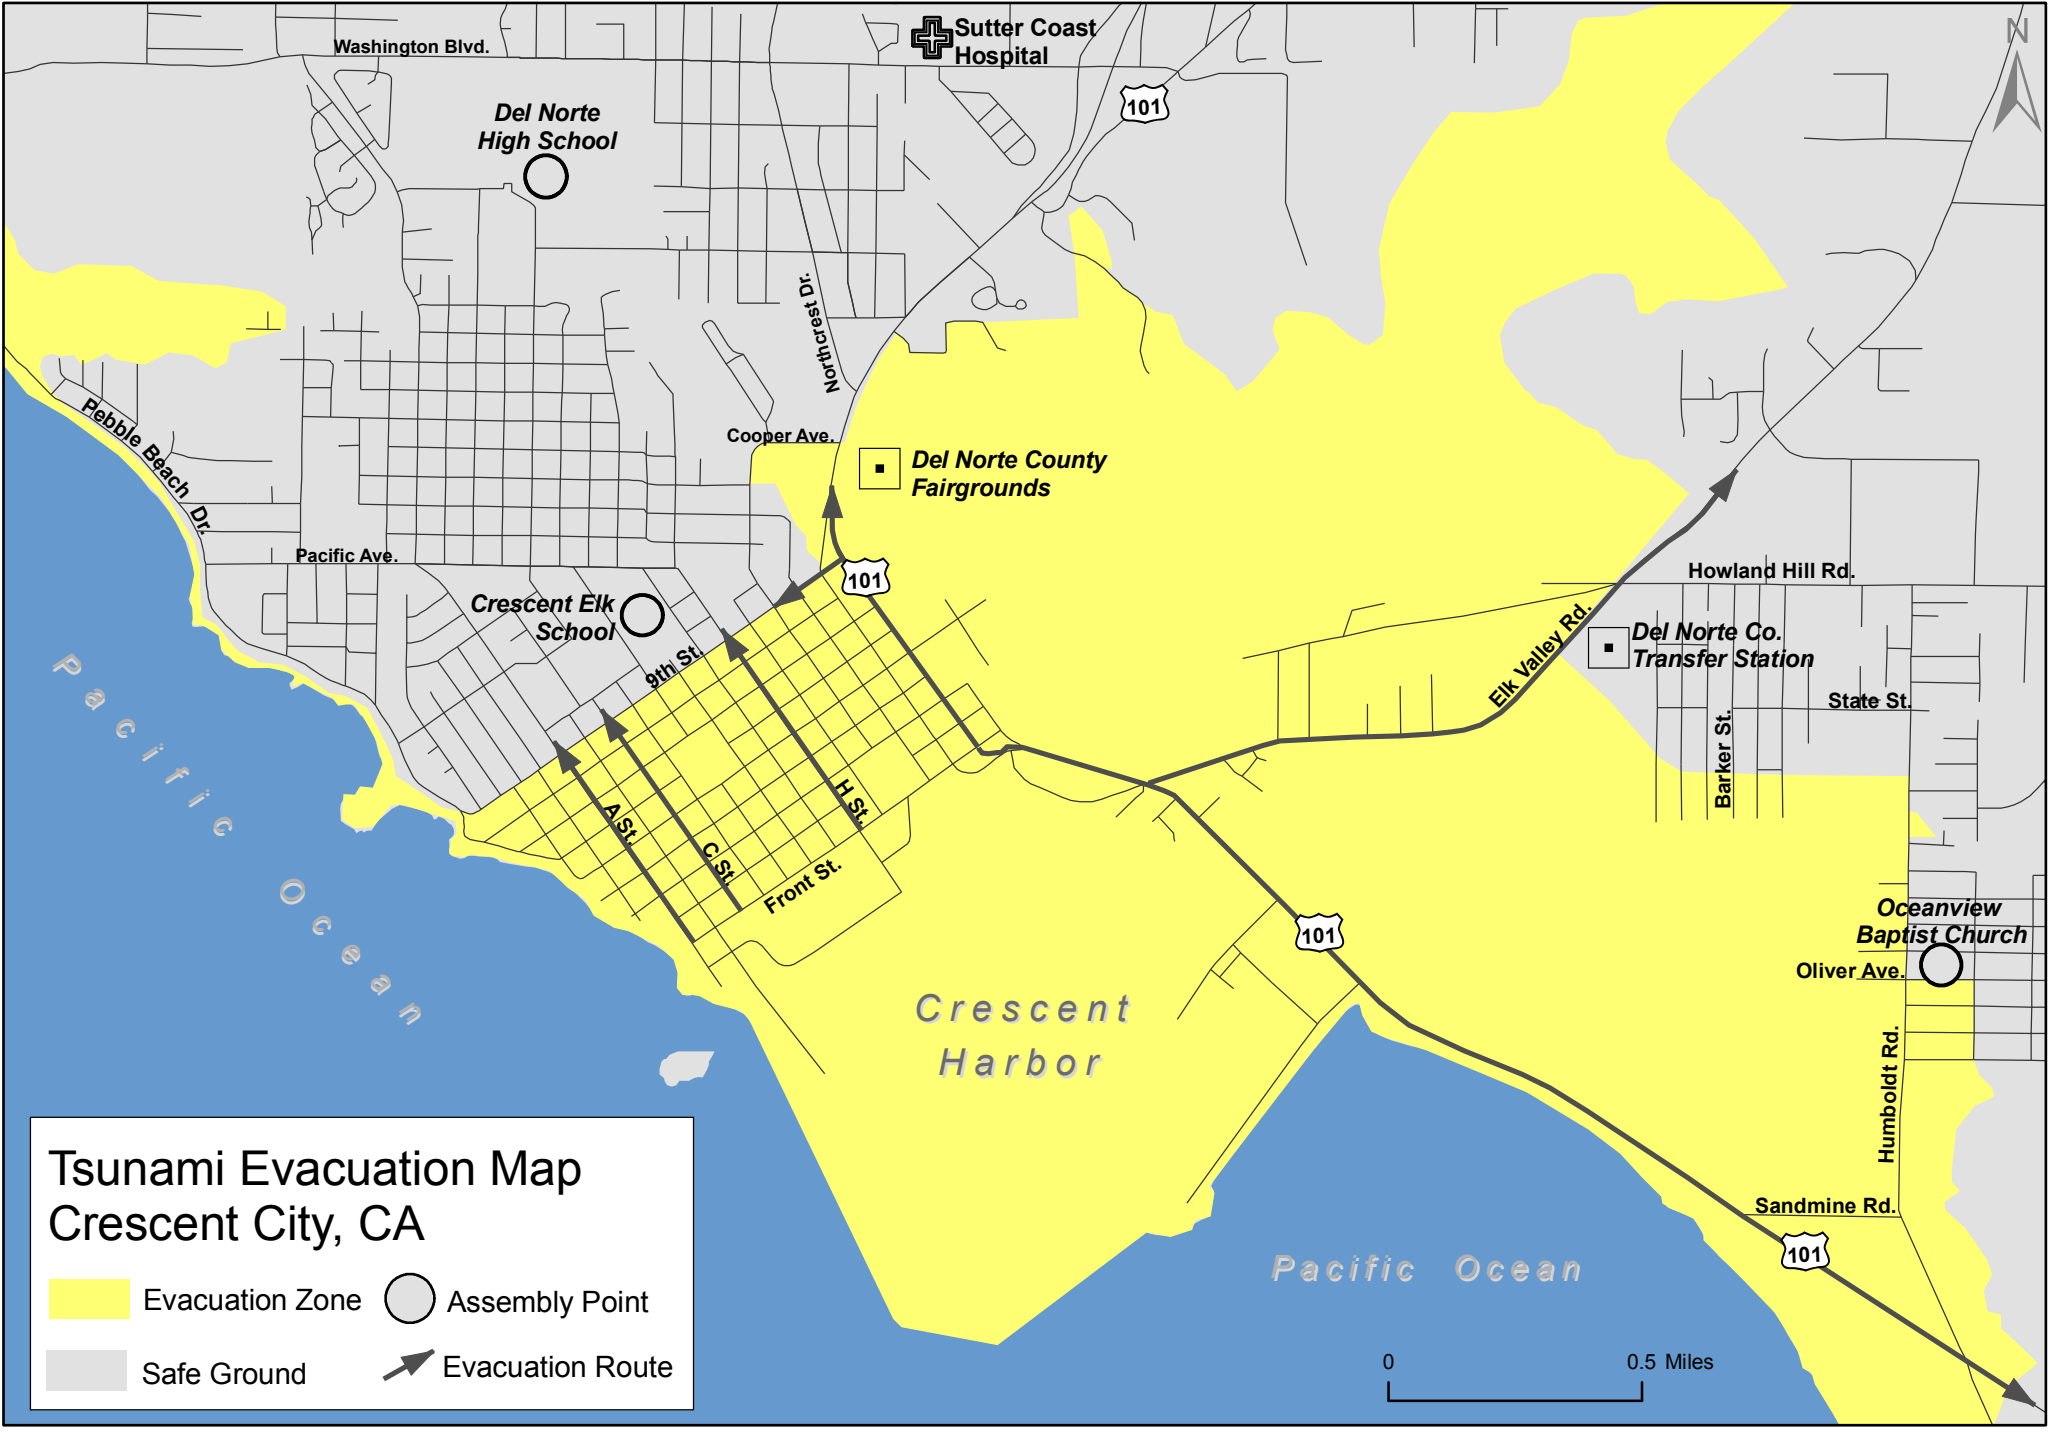 Washington Blvd.
Sutter Coast
Hospital
N
101
Del Norte
High School
Northcrest Dr.
Pebble Beach Dr.
Cooper Ave.
Del Norte County
Fairgrounds
Pacific Ave.
101
Howland Hill Rd.
Crescent Elk
School
9th St.
Elk Valley Rd.
Del Norte Co.
Transfer Station
State St.
Barker St.
A St.
C St.
H St.
Front St.
Pacific Ocean
101
Oceanview
Baptist Church
Oliver Ave.
Crescent
Harbor
Humboldt Rd.
Sandmine Rd.
101
Pacific Ocean
Tsunami Evacuation Map
Crescent City, CA
Evacuation Zone
Assembly Point
Safe Ground
Evacuation Route
0 0.5 Miles